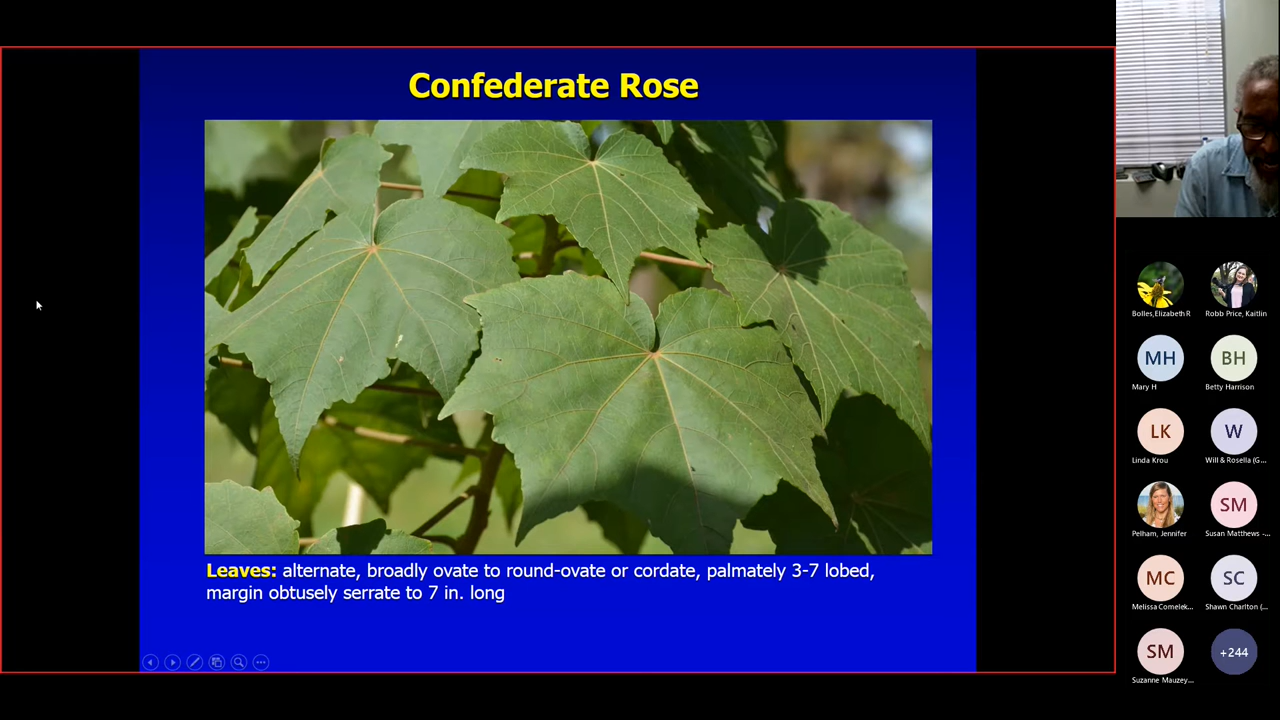 Confederate Rose
Leaves: alternate, broadly ovate to round-ovate or cordate, palmately 3-7 lobed,
margin obtusely serrate to 7 in. long
Bolles,Elizabeth R
Robb Price, Kaitlin
MH
BH
Mary H
Betty Harrison
LK
W
Linda Krou
Will & Rosella (G...
Pelham, Jennifer
SM
Susan Matthews -...
MC
SC
Melissa Comelek...
Shawn Charlton (...
SM
+244
Suzanne Mauzey...